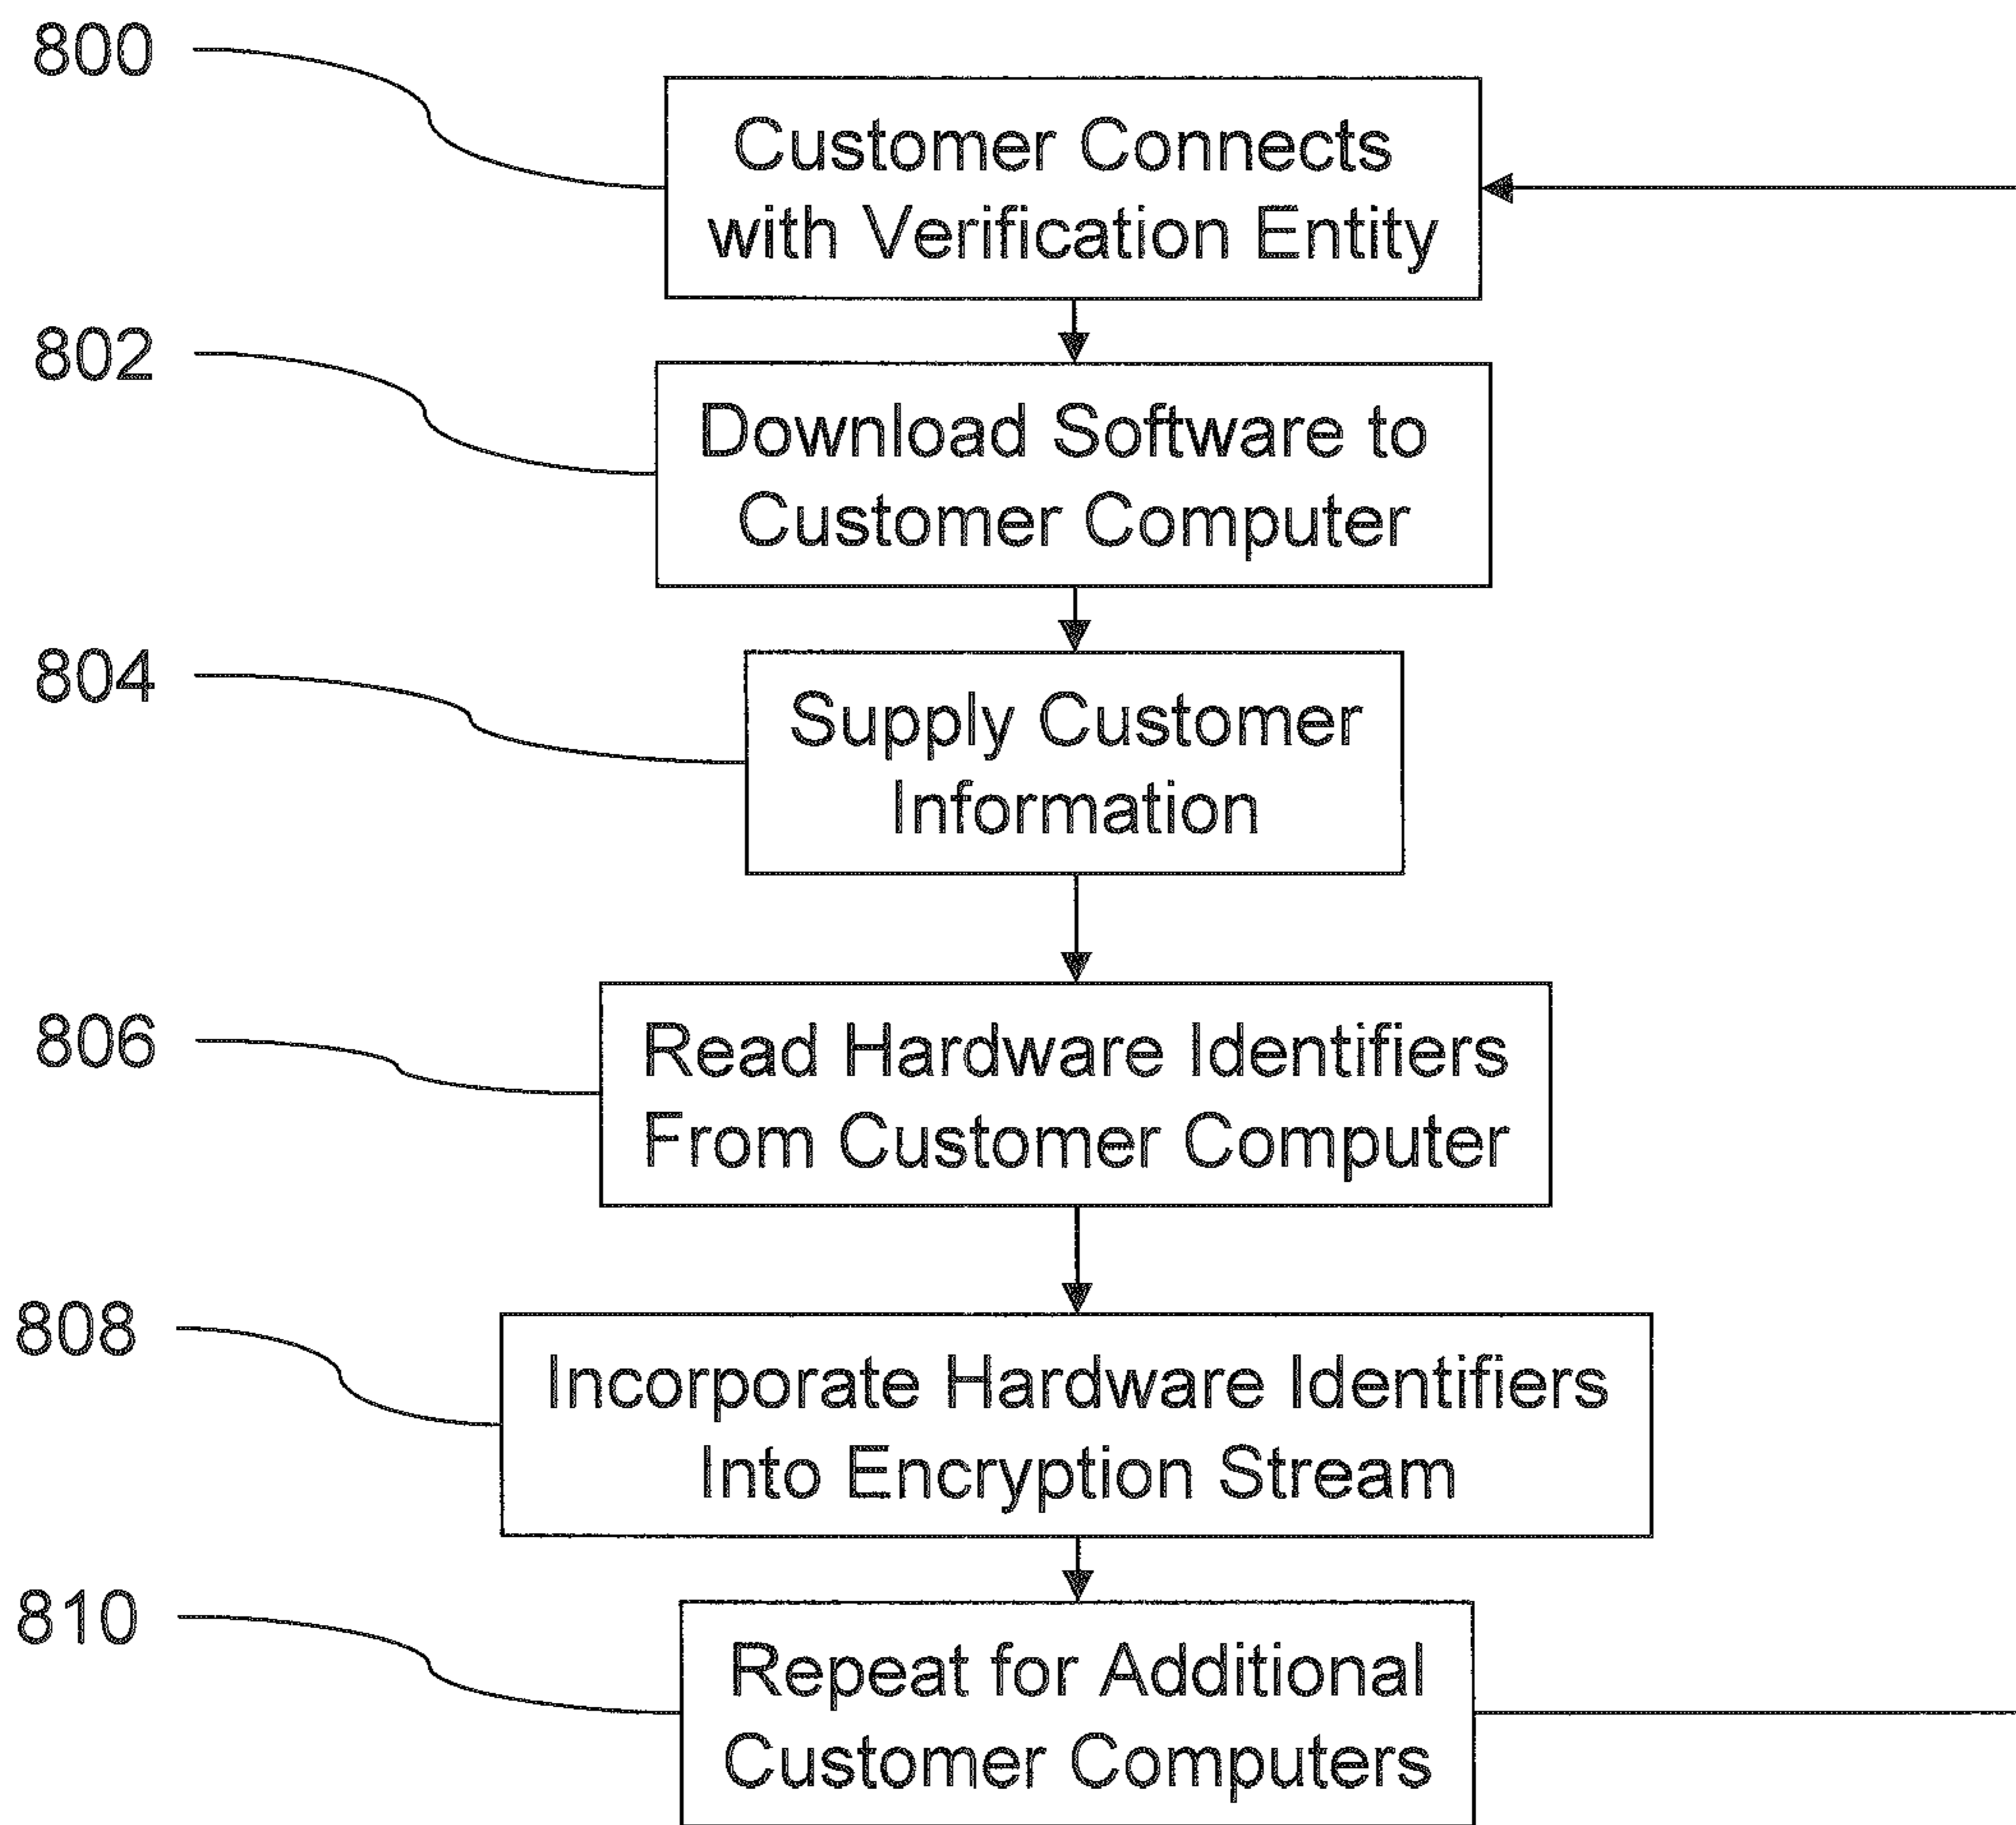 800
Customer Connects
with Verification Entity
802
Download Software to
Customer Computer
804
Supply Customer
Information
806
Read Hardware Identifiers
From Customer Computer
808
Incorporate Hardware Identifiers
Into Encryption Stream
810
Repeat for Additional
Customer Computers